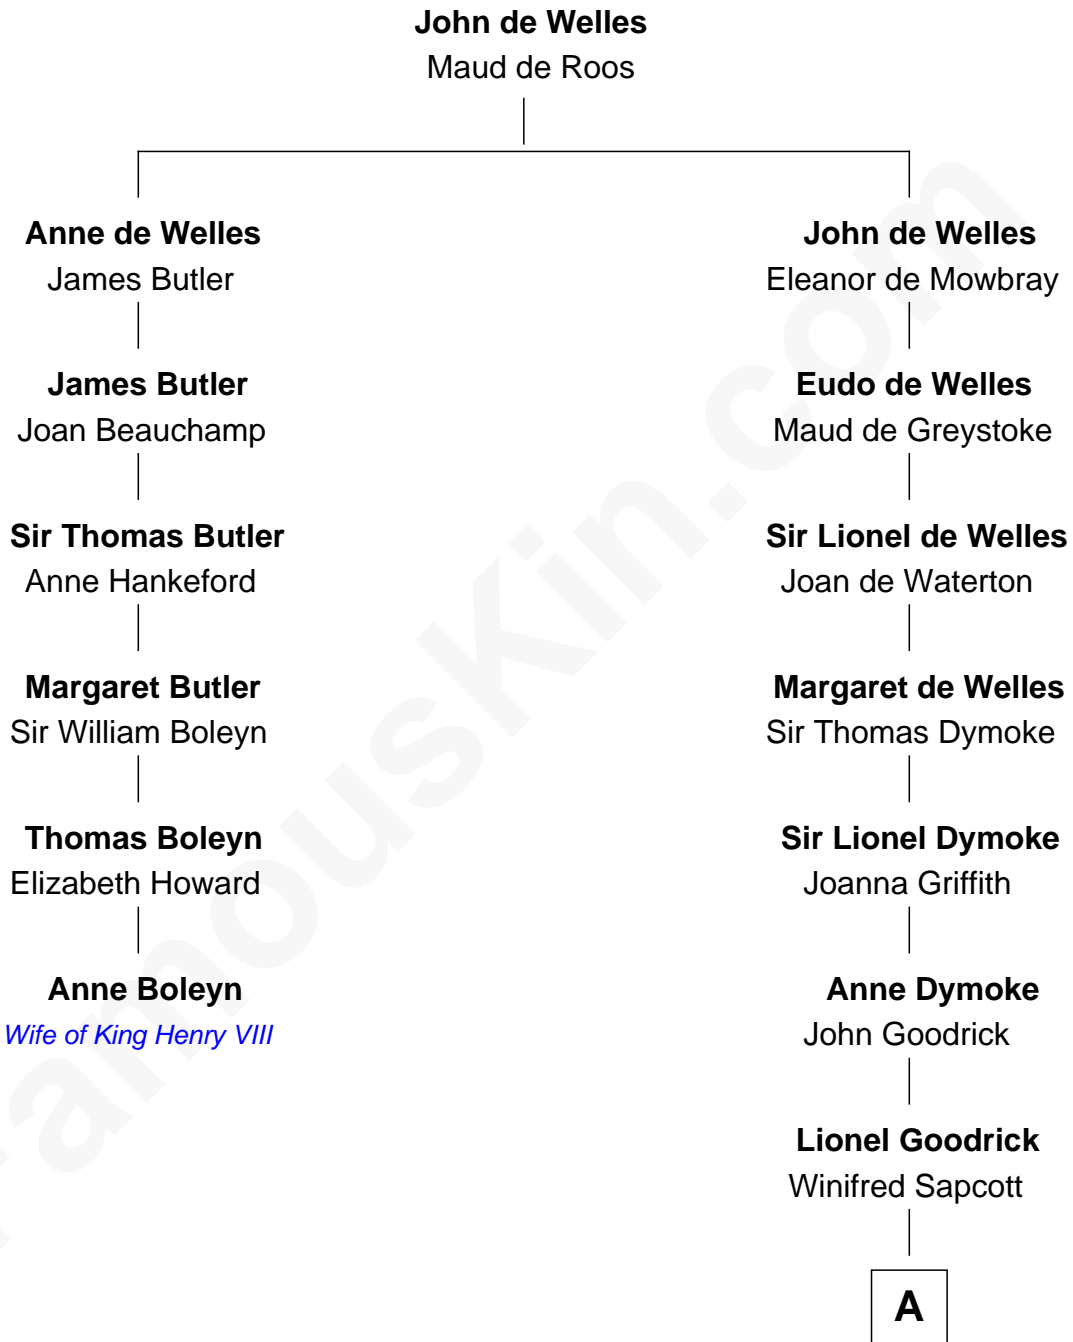 John de Welles
Maud de Roos
Anne de Welles
James Butler
John de Welles
Eleanor de Mowbray
James Butler
Joan Beauchamp
Eudo de Welles
Maud de Greystoke
Sir Thomas Butler
Anne Hankeford
Sir Lionel de Welles
Joan de Waterton
Margaret Butler
Sir William Boleyn
Margaret de Welles
Sir Thomas Dymoke
Thomas Boleyn
Elizabeth Howard
Sir Lionel Dymoke
Joanna Griffith
Anne Boleyn
Wife of King Henry VIII
Anne Dymoke
John Goodrick
Lionel Goodrick
Winifred Sapcott
A
FamousKin.com